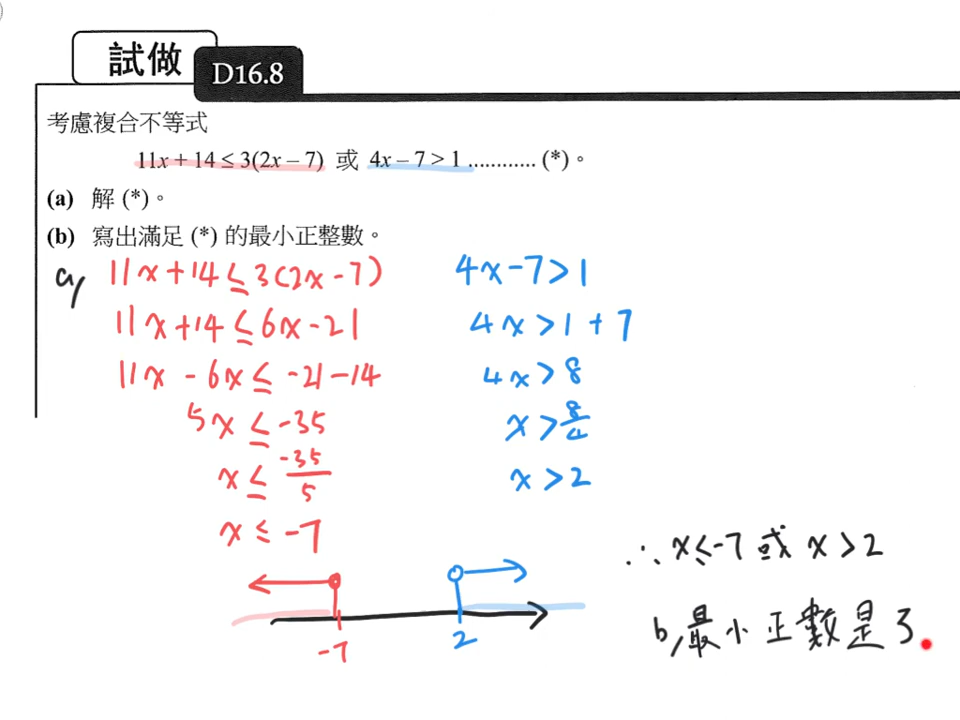 試做 D16.8
考慮複合不等式
11x + 14 ≤ 3(2x – 7) 或 4x – 7 > 1 ............ (*)。
(a) 解 (*)。
(b) 寫出滿足 (*) 的最小正整數。
a, 11x+14≤3(2x-7) 4x-7>1
11x+14≤6x-21 4x>1+7
11x-6x≤-21-14 4x>8
5x≤-35 x>8/4
x≤-35/5 x>2
x≤-7
∴x≤-7或x>2
-7 2
b,最小正數是3